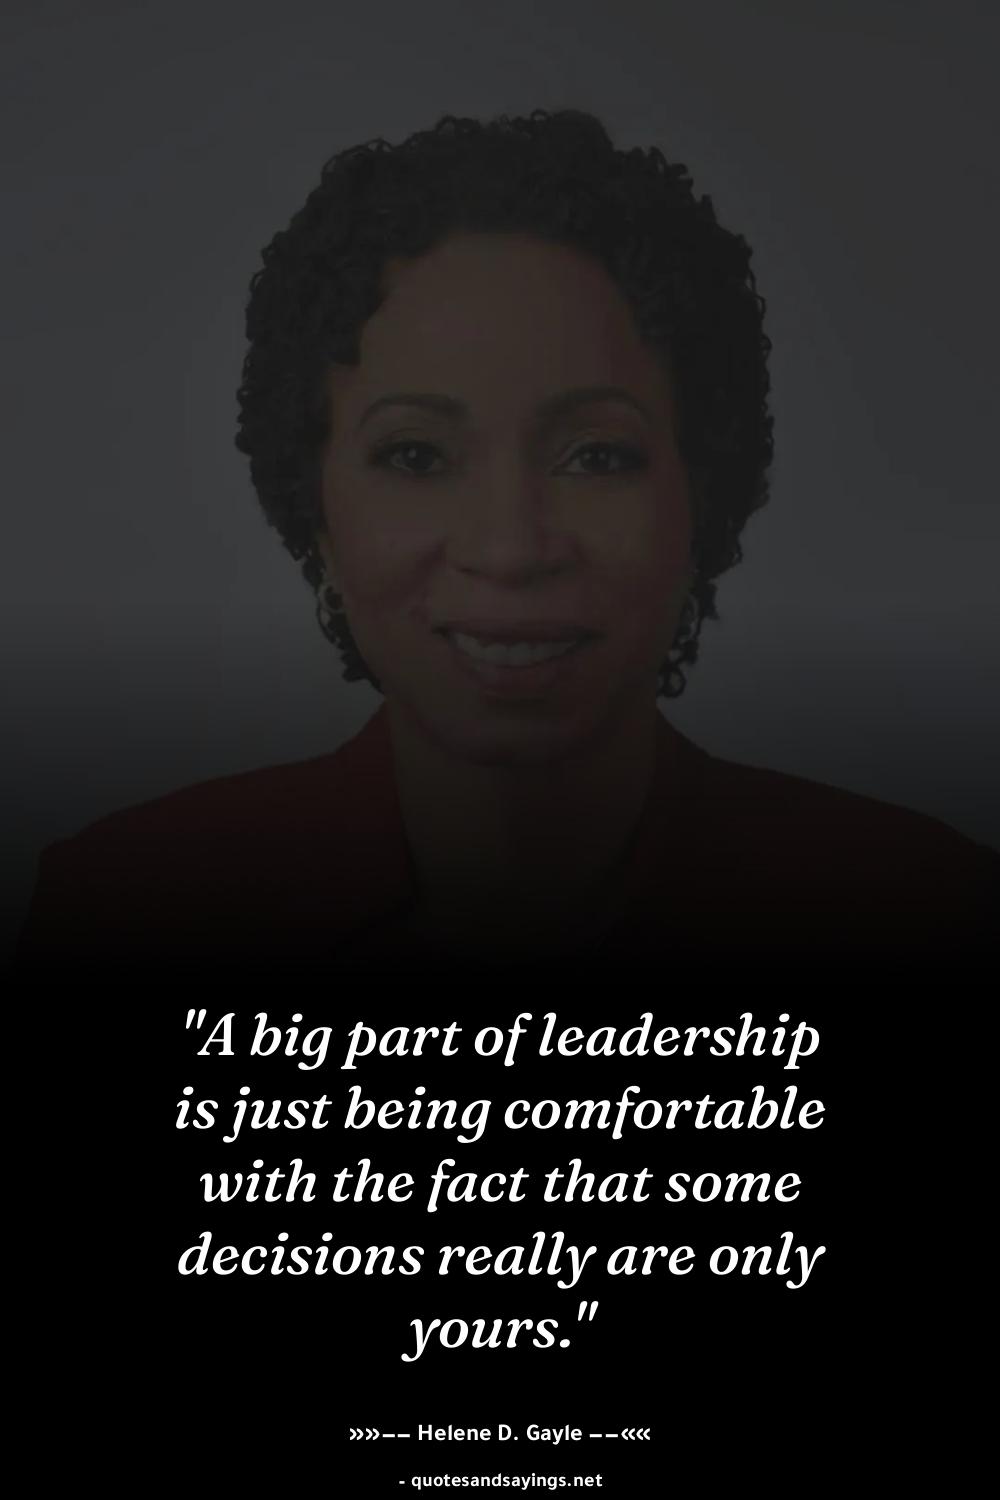 "A big part of leadership
is just being comfortable
with the fact that some
decisions really are only
yours."
»»–– Helene D. Gayle ––««
- quotesandsayings.net